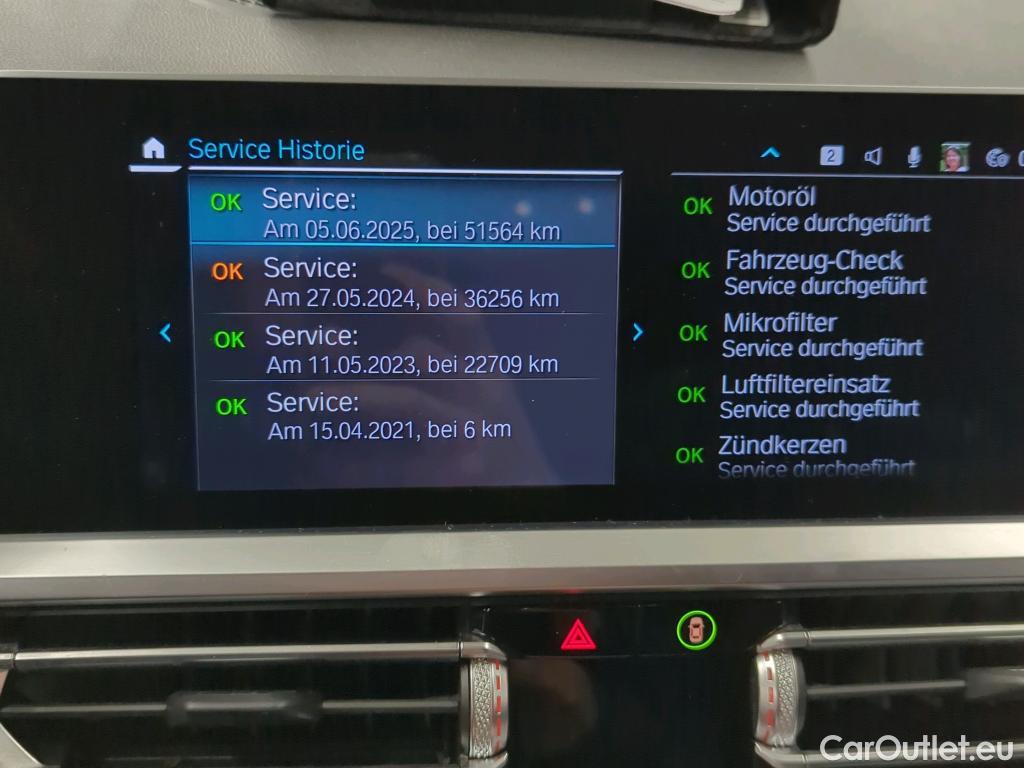 Service Historie
2
OK Service:
Am 05.06.2025, bei 51564 km
OK Service:
Am 27.05.2024, bei 36256 km
OK Service:
Am 11.05.2023, bei 22709 km
OK Service:
Am 15.04.2021, bei 6 km
OK Motoröl
Service durchgeführt
OK Fahrzeug-Check
Service durchgeführt
OK Mikrofilter
Service durchgeführt
OK Luftfiltereinsatz
Service durchgeführt
OK Zündkerzen
Service durchgeführt
CarOutlet.eu